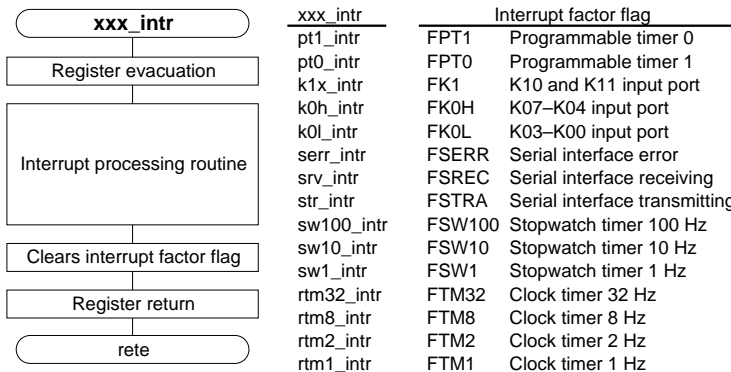 xxx_intr
Register evacuation
Interrupt processing routine
Clears interrupt factor flag
Register return
rete
xxx_intr Interrupt factor flag
pt1_intr FPT1 Programmable timer 0
pt0_intr FPT0 Programmable timer 1
k1x_intr FK1 K10 and K11 input port
k0h_intr FK0H K07–K04 input port
k0l_intr FK0L K03–K00 input port
serr_intr FSERR Serial interface error
srv_intr FSREC Serial interface receiving
str_intr FSTRA Serial interface transmitting
sw100_intr FSW100 Stopwatch timer 100 Hz
sw10_intr FSW10 Stopwatch timer 10 Hz
sw1_intr FSW1 Stopwatch timer 1 Hz
rtm32_intr FTM32 Clock timer 32 Hz
rtm8_intr FTM8 Clock timer 8 Hz
rtm2_intr FTM2 Clock timer 2 Hz
rtm1_intr FTM1 Clock timer 1 Hz